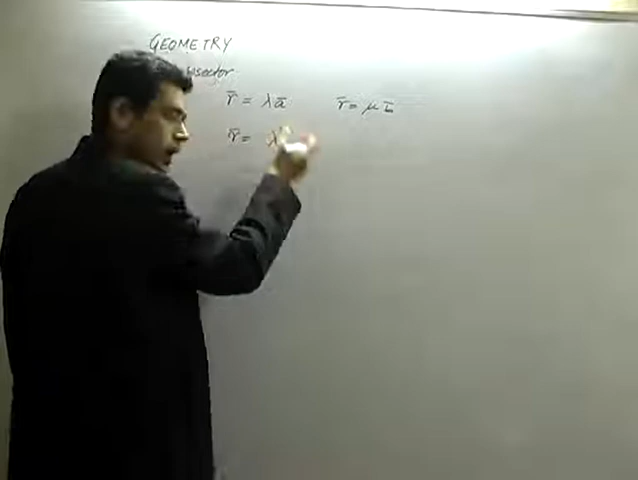 GEOMETRY
r̄ = λā r̄ = μb̄
r̄ = λ